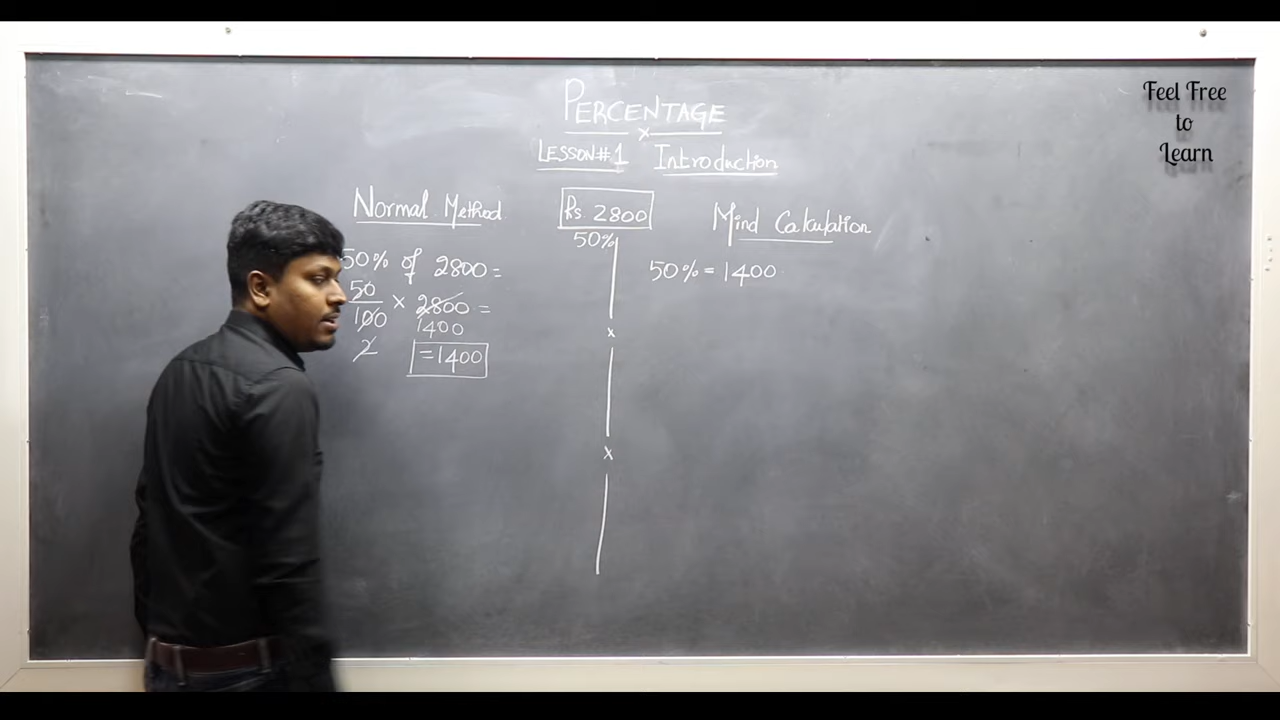 Feel Free
to
Learn
PERCENTAGE
x
LESSON#1 Introduction
Normal Method
50% of 2800 =
50
100
× 2800 =
1400
2
=1400
Rs. 2800
50%
x
x
Mind Calculation
50% = 1400